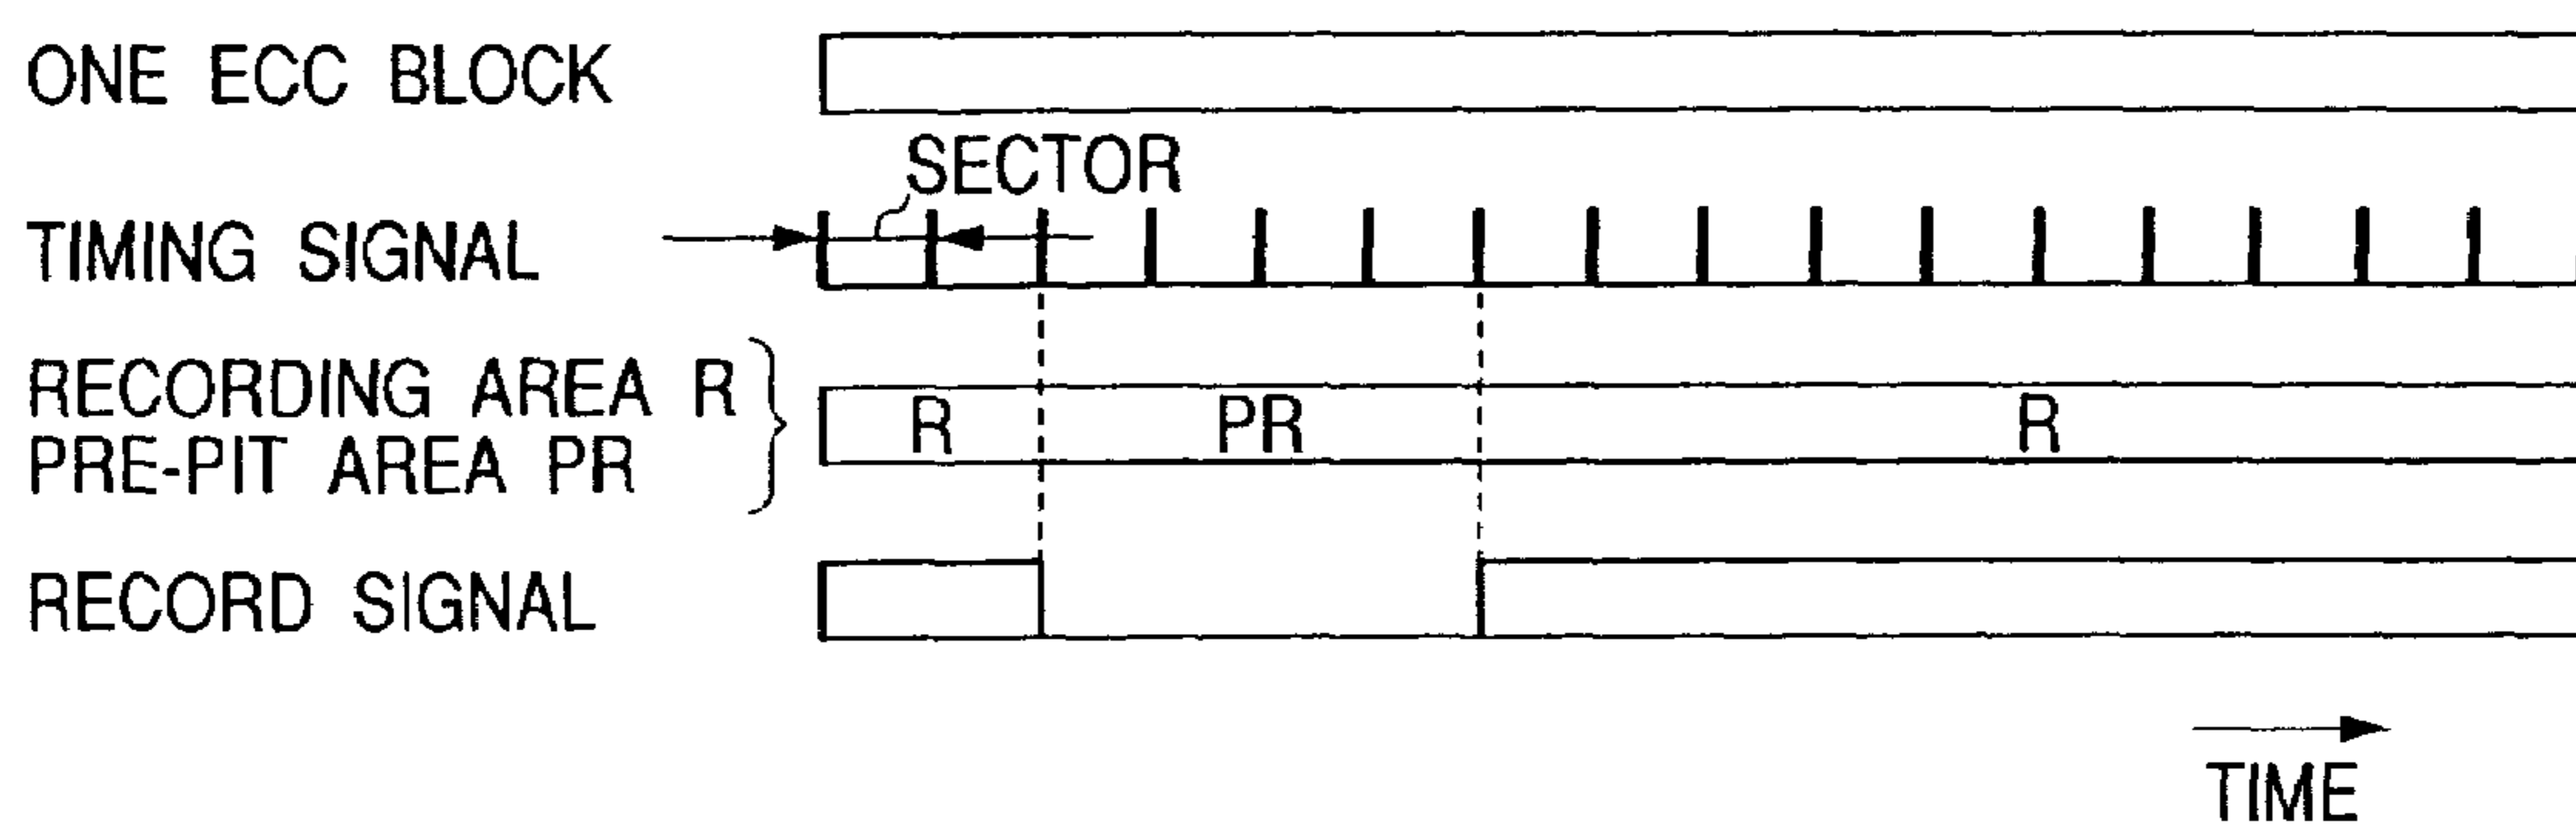 ONE ECC BLOCK
SECTOR
TIMING SIGNAL
RECORDING AREA R
PRE-PIT AREA PR
R PR R
RECORD SIGNAL
TIME